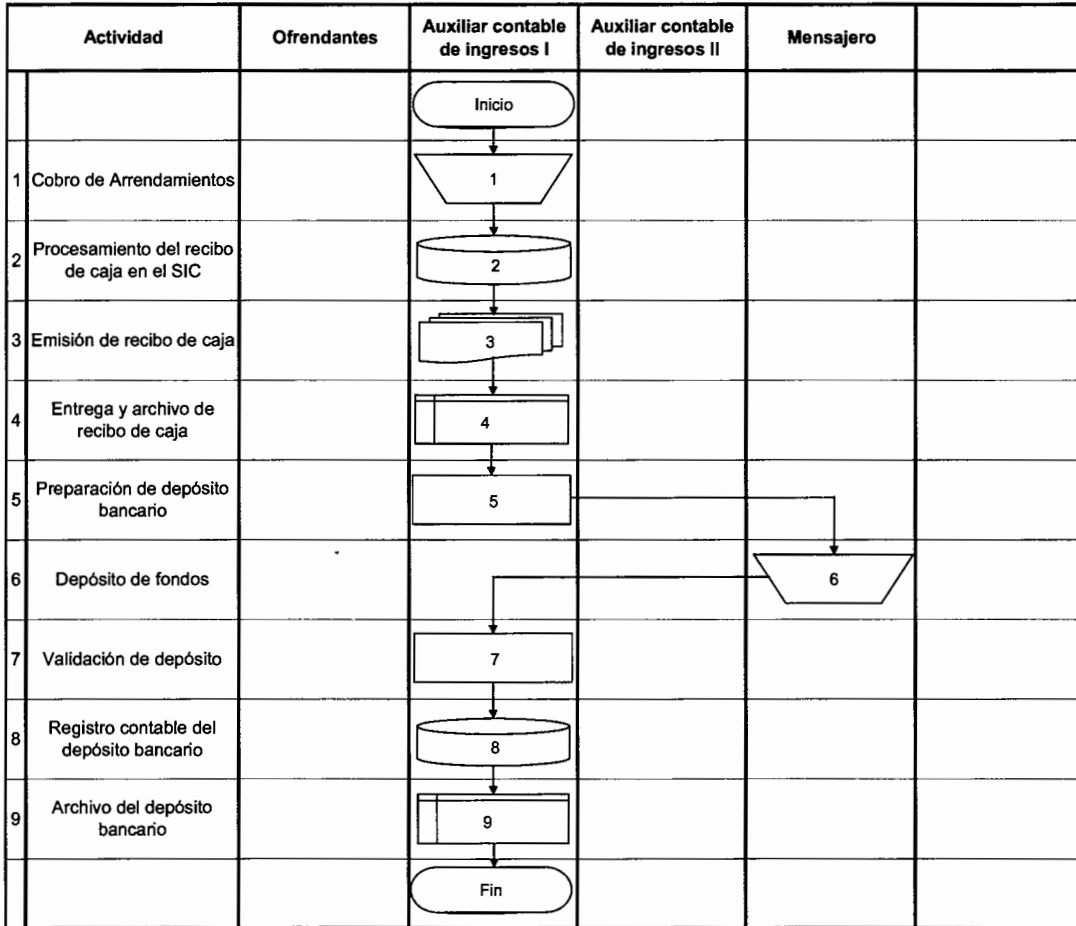 Actividad
Ofrendantes
Auxiliar contable
de ingresos I
Auxiliar contable
de ingresos II
Mensajero
Inicio
1
Cobro de Arrendamientos
1
2
Procesamiento del recibo
de caja en el SIC
2
3
Emisión de recibo de caja
3
4
Entrega y archivo de
recibo de caja
4
5
Preparación de depósito
bancario
5
6
Depósito de fondos
6
7
Validación de depósito
7
8
Registro contable del
depósito bancario
8
9
Archivo del depósito
bancario
9
Fin